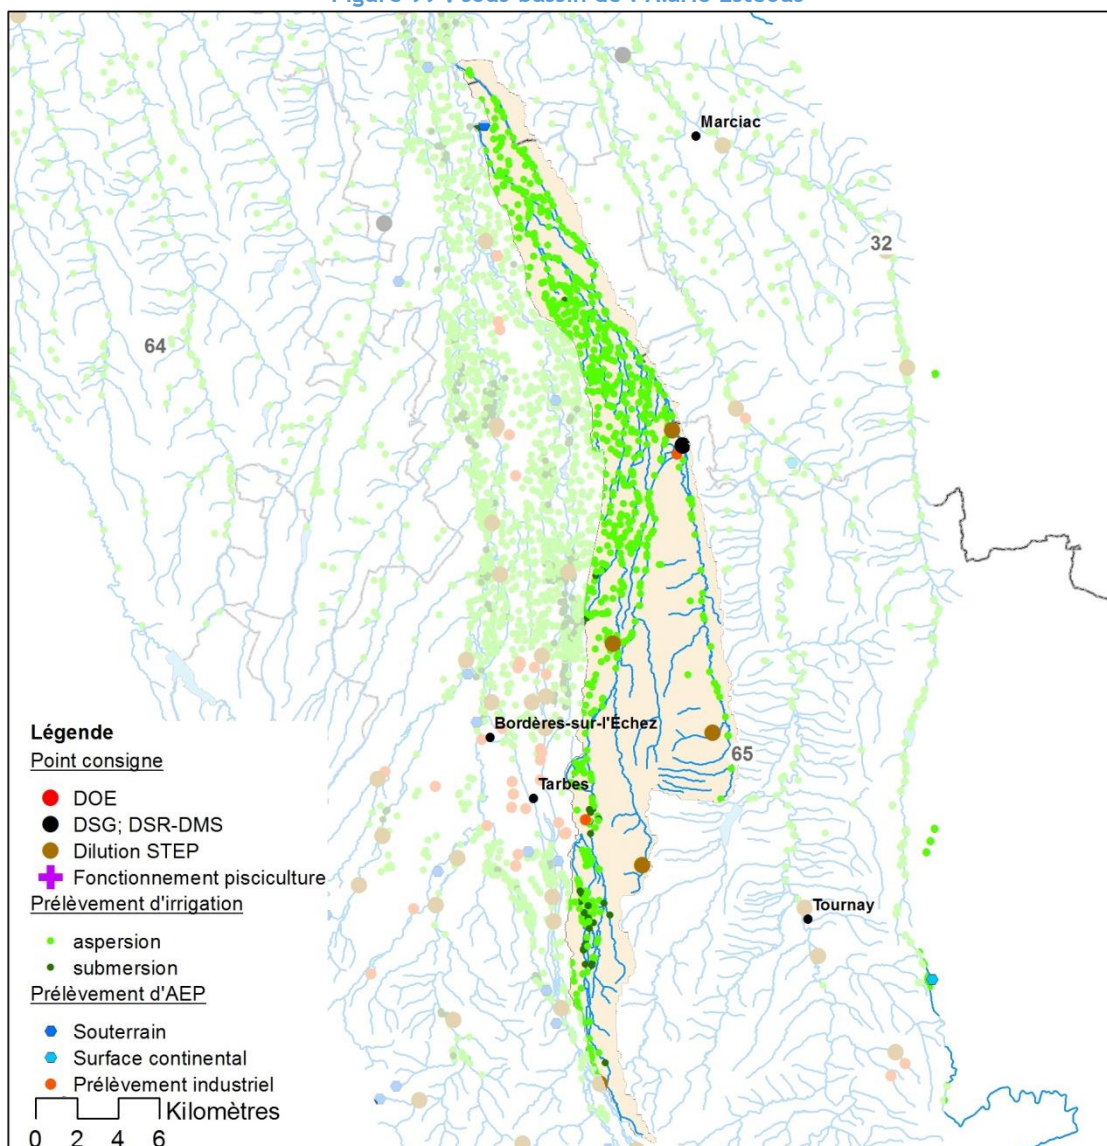 Marciac
32
64
Bordères-sur-l'Échez
65
Tarbes
Tournay
Légende
Point consigne
DOE
DSG; DSR-DMS
Dilution STEP
Fonctionnement pisciculture
Prélèvement d'irrigation
aspersion
submersion
Prélèvement d'AEP
Souterrain
Surface continental
Prélèvement industriel
Kilomètres
0 2 4 6